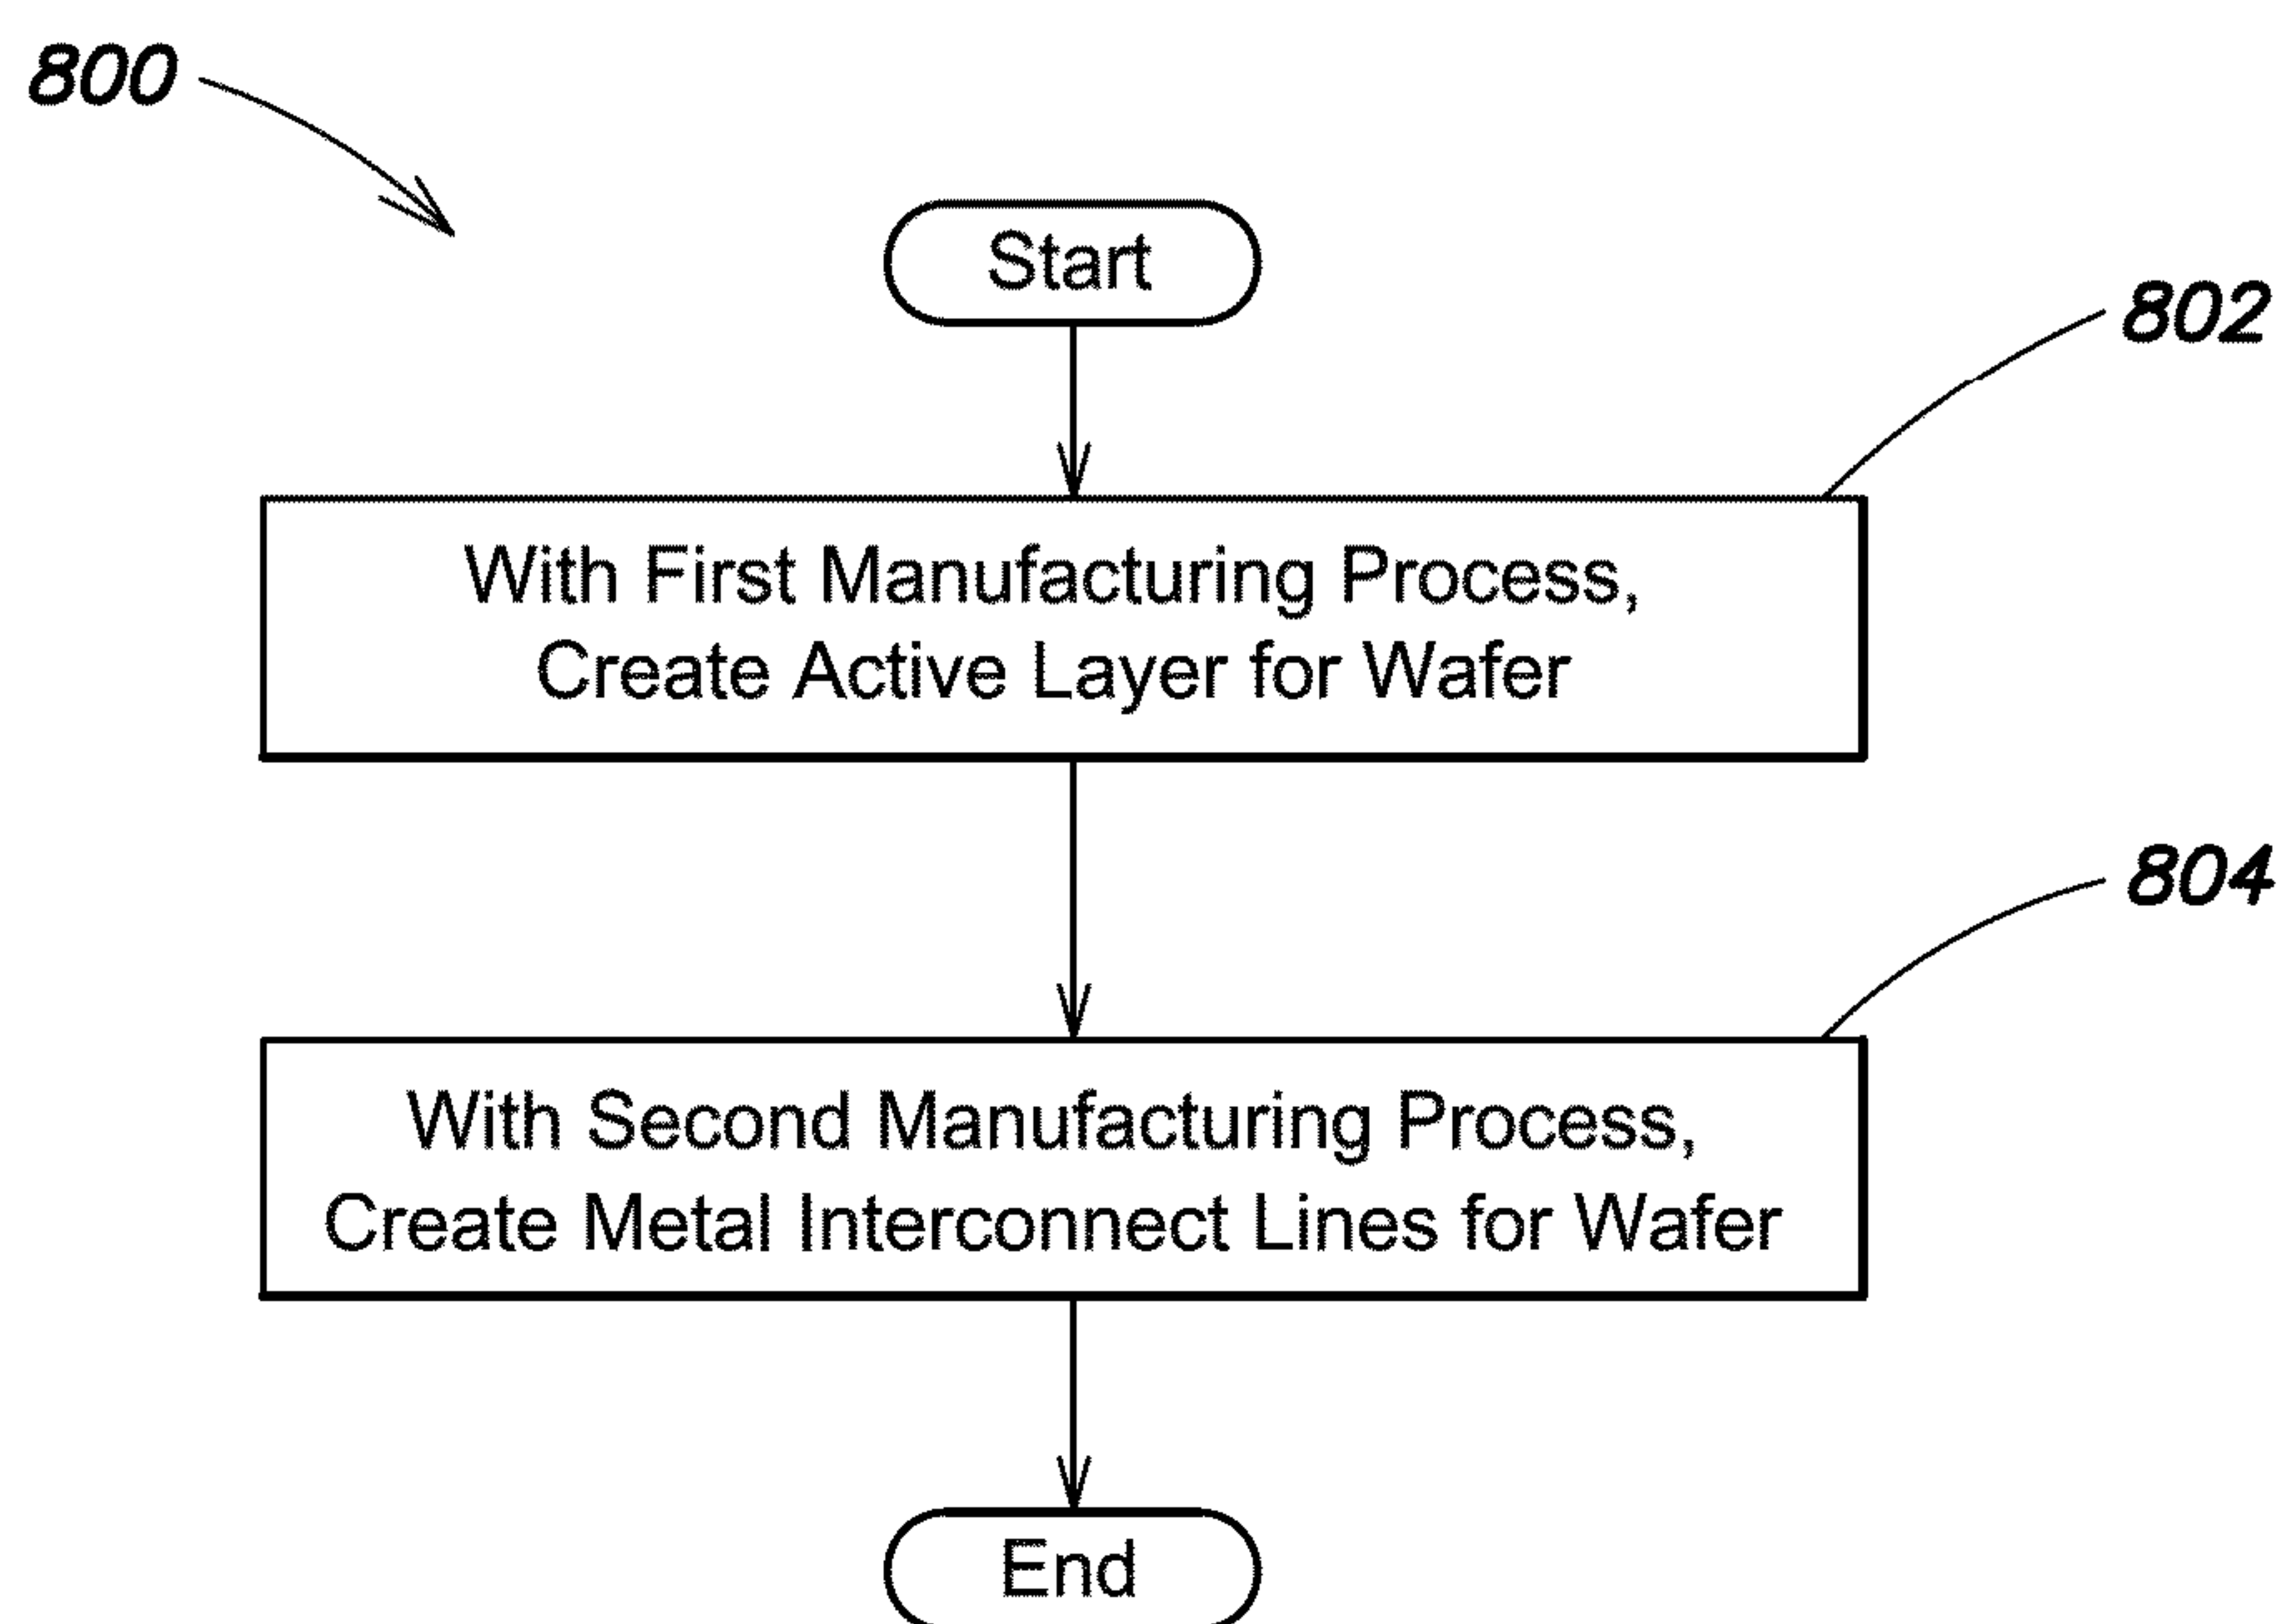 800
Start
802
With First Manufacturing Process,
Create Active Layer for Wafer
804
With Second Manufacturing Process,
Create Metal Interconnect Lines for Wafer
End